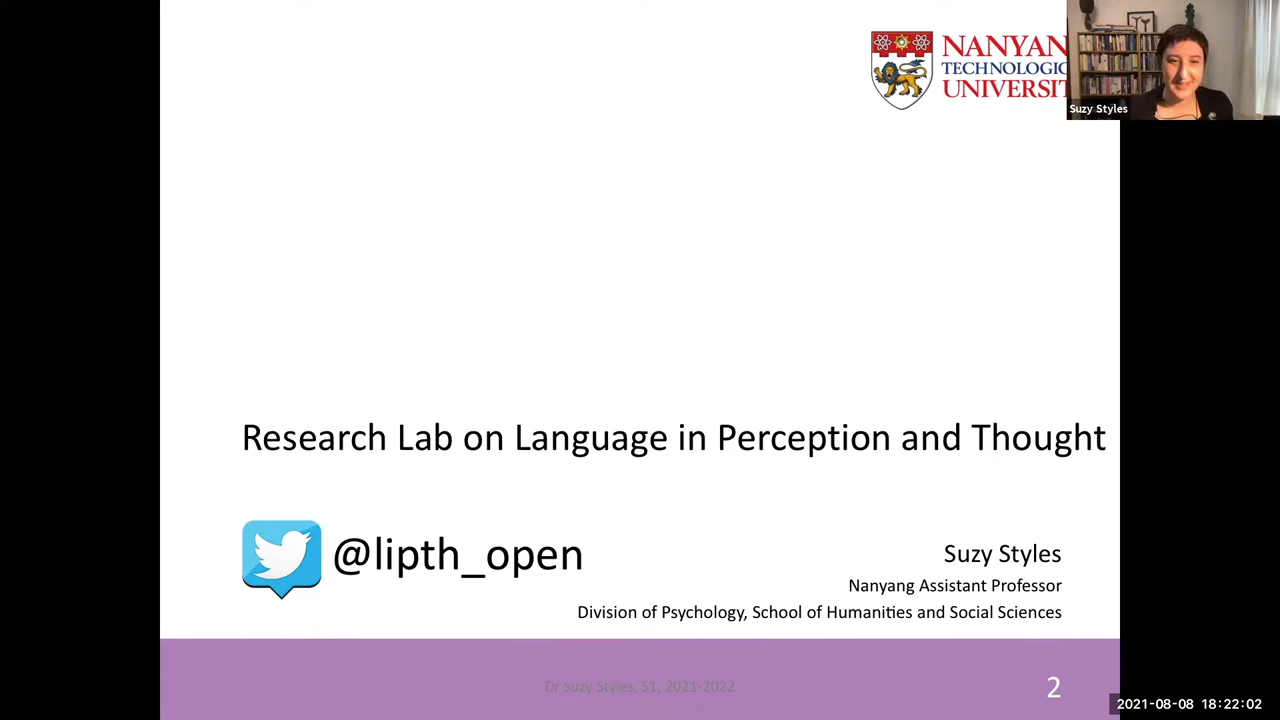 NANYAN
TECHNOLOGIC
UNIVERSIT
Suzy Styles
Research Lab on Language in Perception and Thought
@lipth_open
Suzy Styles
Nanyang Assistant Professor
Division of Psychology, School of Humanities and Social Sciences
Dr Suzy Styles, S1, 2021-2022
2
2021-08-08 18:22:02